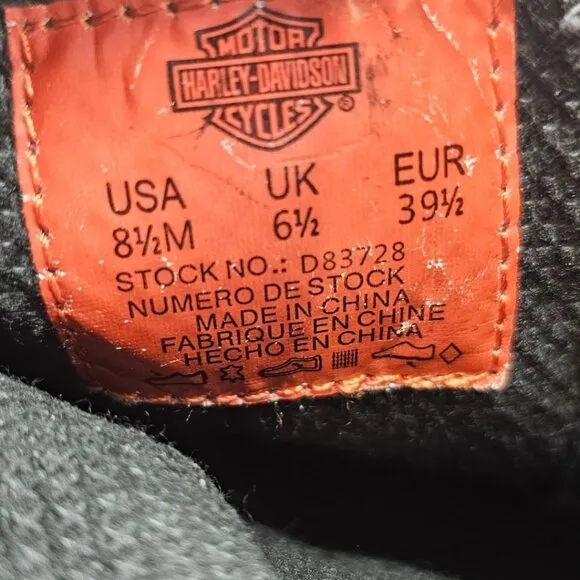 MOTOR
HARLEY-DAVIDSON
CYCLES®
USA UK EUR
8½M 6½ 39½
STOCK NO.: D83728
NUMERO DE STOCK
MADE IN CHINA
FABRIQUE EN CHINE
HECHO EN CHINA